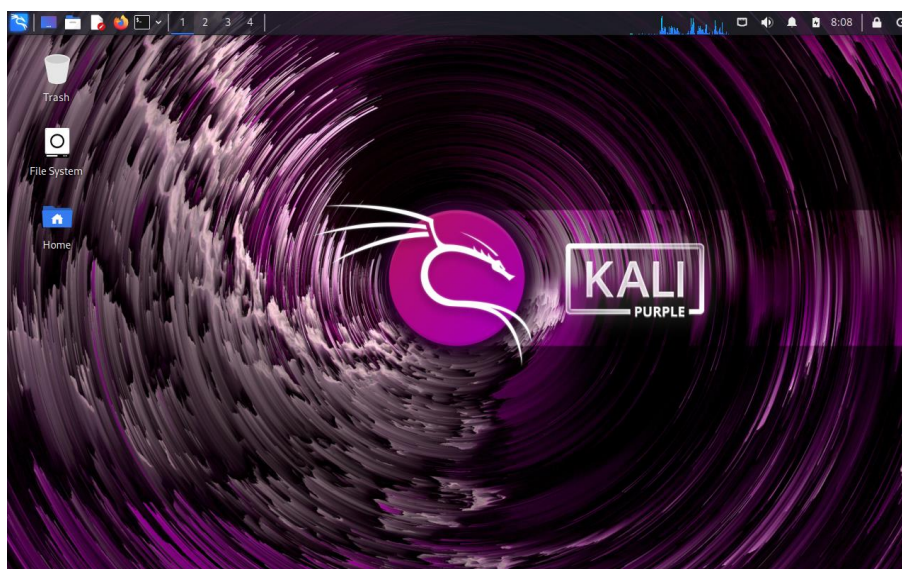 1 2 3 4
8:08
Trash
File System
Home
KALI
PURPLE